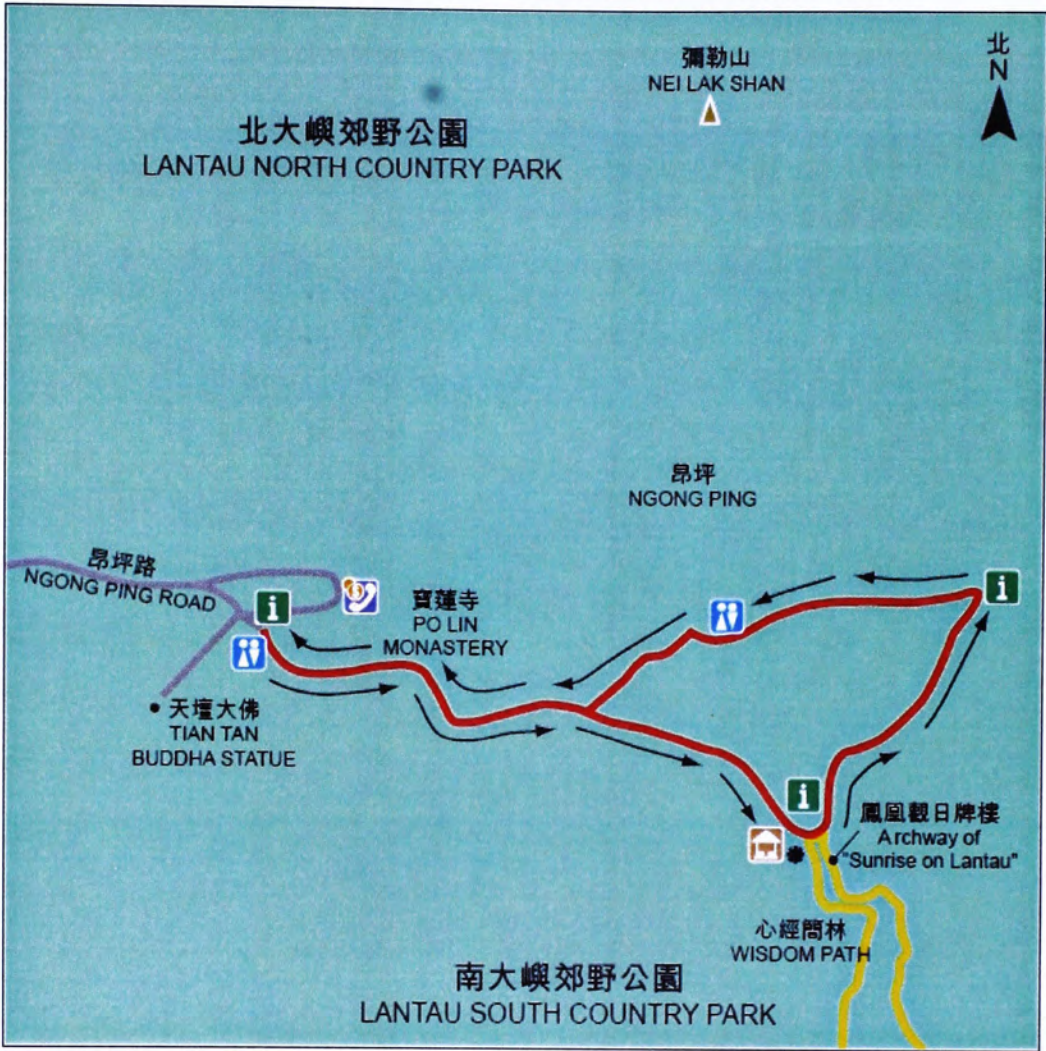 彌勒山
NEI LAK SHAN
北
N
北大嶼郊野公園
LANTAU NORTH COUNTRY PARK
昂坪
NGONG PING
昂坪路
NGONG PING ROAD
i
$
寶蓮寺
PO LIN
MONASTERY
i
天壇大佛
TIAN TAN
BUDDHA STATUE
i
鳳凰觀日牌樓
Archway of
"Sunrise on Lantau"
心經簡林
WISDOM PATH
南大嶼郊野公園
LANTAU SOUTH COUNTRY PARK